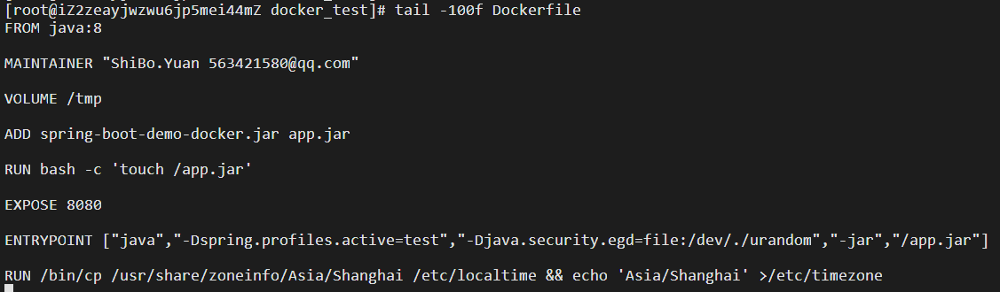 [root@iZ2zeayjwzwu6jp5mei44mZ docker_test]# tail -100f Dockerfile
FROM java:8
MAINTAINER "ShiBo.Yuan 563421580@qq.com"
VOLUME /tmp
ADD spring-boot-demo-docker.jar app.jar
RUN bash -c 'touch /app.jar'
EXPOSE 8080
ENTRYPOINT ["java","-Dspring.profiles.active=test","-Djava.security.egd=file:/dev/./urandom","-jar","/app.jar"]
RUN /bin/cp /usr/share/zoneinfo/Asia/Shanghai /etc/localtime && echo 'Asia/Shanghai' >/etc/timezone